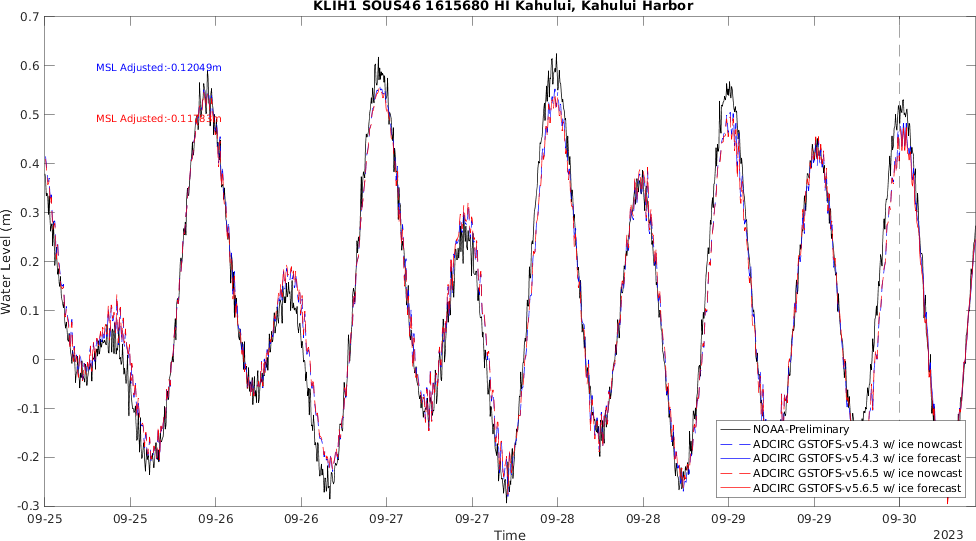 KLIH1 SOUS46 1615680 HI Kahului, Kahului Harbor
0.7
0.6
0.5
0.4
0.3
0.2
0.1
0
-0.1
-0.2
-0.3
Water Level (m)
MSL Adjusted:-0.12049m
MSL Adjusted:-0.11783m
NOAA-Preliminary
ADCIRC GSTOFS-v5.4.3 w/ ice nowcast
ADCIRC GSTOFS-v5.4.3 w/ ice forecast
ADCIRC GSTOFS-v5.6.5 w/ ice nowcast
ADCIRC GSTOFS-v5.6.5 w/ ice forecast
09-25 09-25 09-26 09-26 09-27 09-27 09-28 09-28 09-29 09-29 09-30
Time
2023